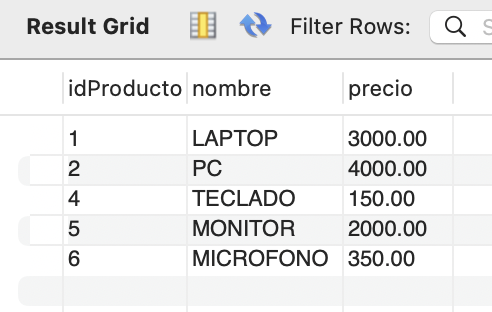 Result Grid Filter Rows: S
idProducto nombre precio
1 LAPTOP 3000.00
2 PC 4000.00
4 TECLADO 150.00
5 MONITOR 2000.00
6 MICROFONO 350.00